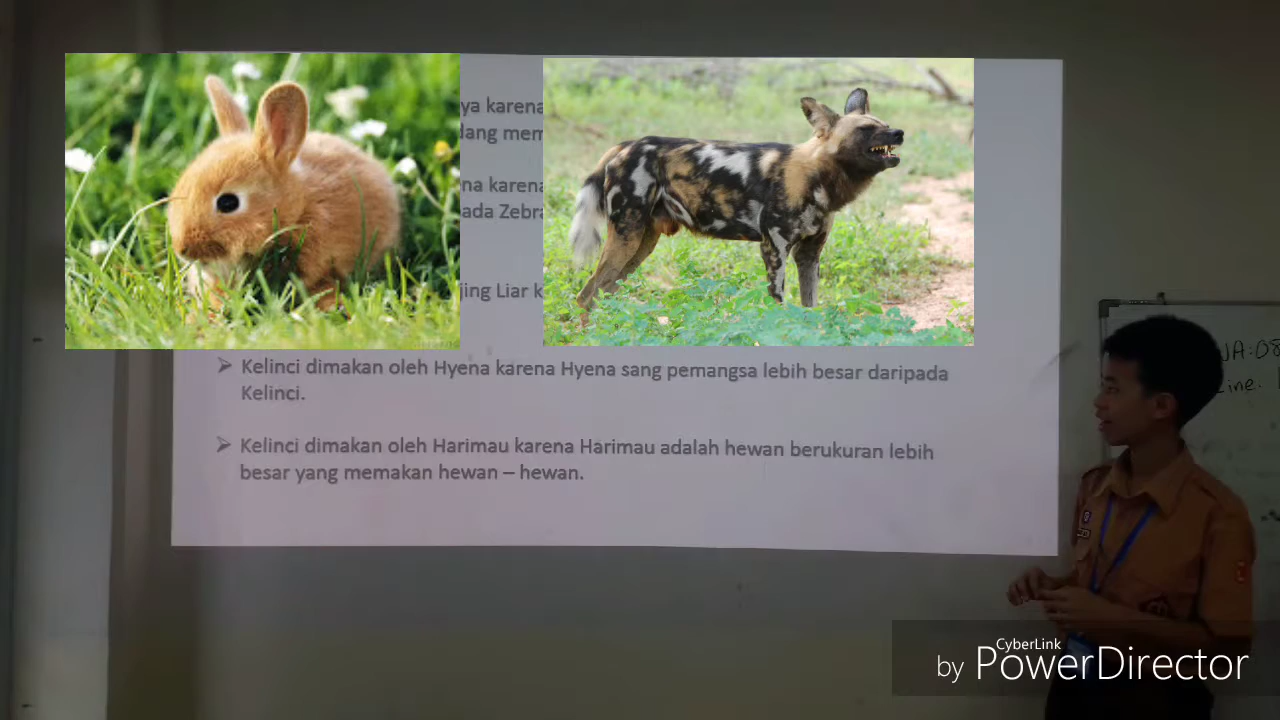 ya karena
dang mem
na karena
ada Zebra
jing Liar k
➢ Kelinci dimakan oleh Hyena karena Hyena sang pemangsa lebih besar daripada
Kelinci.
➢ Kelinci dimakan oleh Harimau karena Harimau adalah hewan berukuran lebih
besar yang memakan hewan – hewan.
CyberLink
by PowerDirector